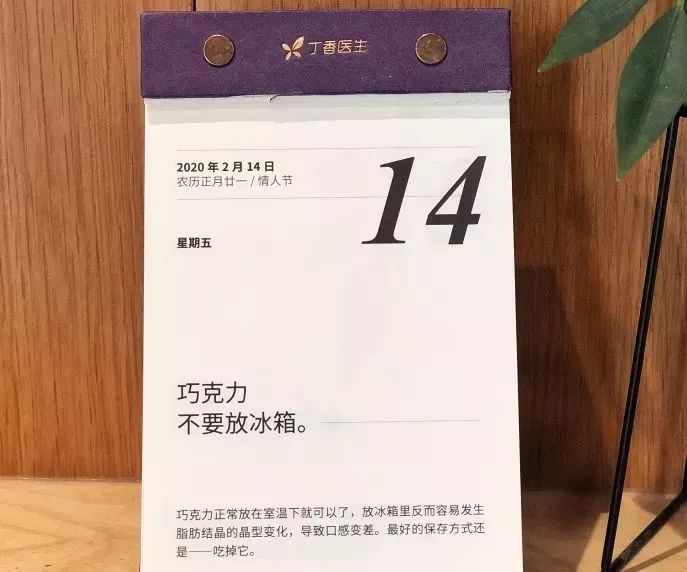 丁香医生
2020 年 2 月 14 日
农历正月廿一 / 情人节
14
星期五
巧克力
不要放冰箱。
巧克力正常放在室温下就可以了，放冰箱里反而容易发生
脂肪结晶的晶型变化，导致口感变差。最好的保存方式还
是——吃掉它。